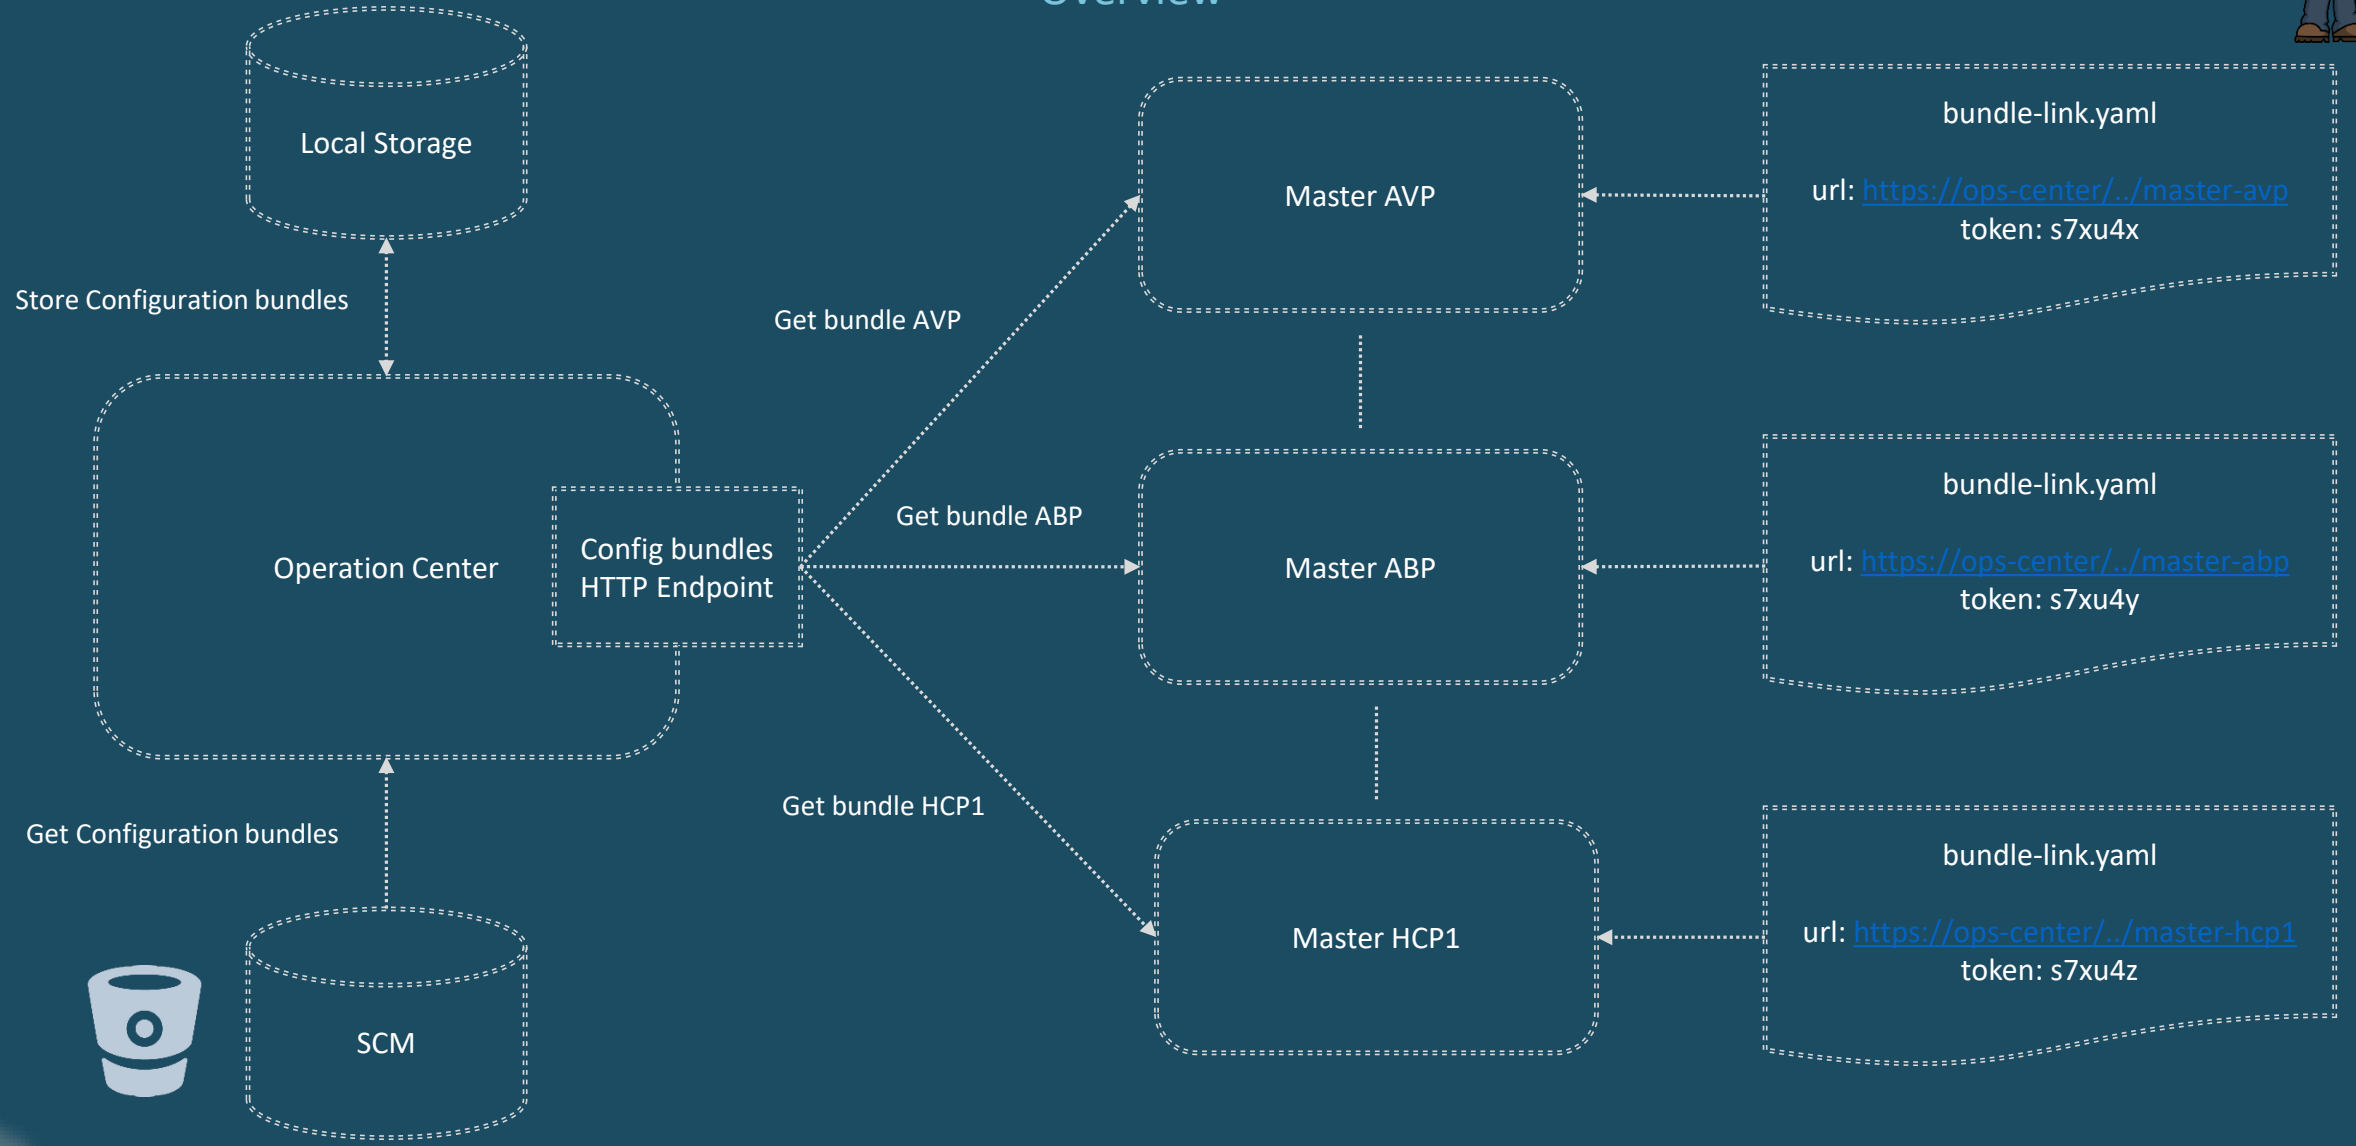 Overview
Local Storage
Store Configuration bundles
Operation Center
Config bundles
HTTP Endpoint
Get Configuration bundles
SCM
Get bundle AVP
Get bundle ABP
Get bundle HCP1
Master AVP
Master ABP
Master HCP1
bundle-link.yaml
url: https://ops-center/../master-avp
token: s7xu4x
bundle-link.yaml
url: https://ops-center/../master-abp
token: s7xu4y
bundle-link.yaml
url: https://ops-center/../master-hcp1
token: s7xu4z